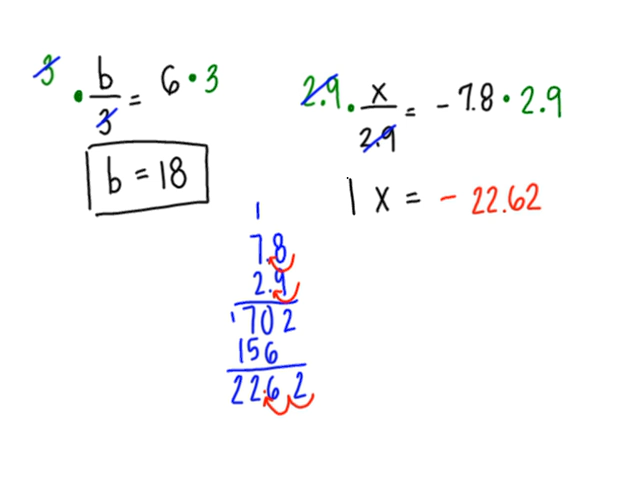 3 • b/3 = 6 • 3
b = 18
2.9 • x/2.9 = - 7.8 • 2.9
1 x = - 22.62
1
7.8
2.9
1 702
156
22.62